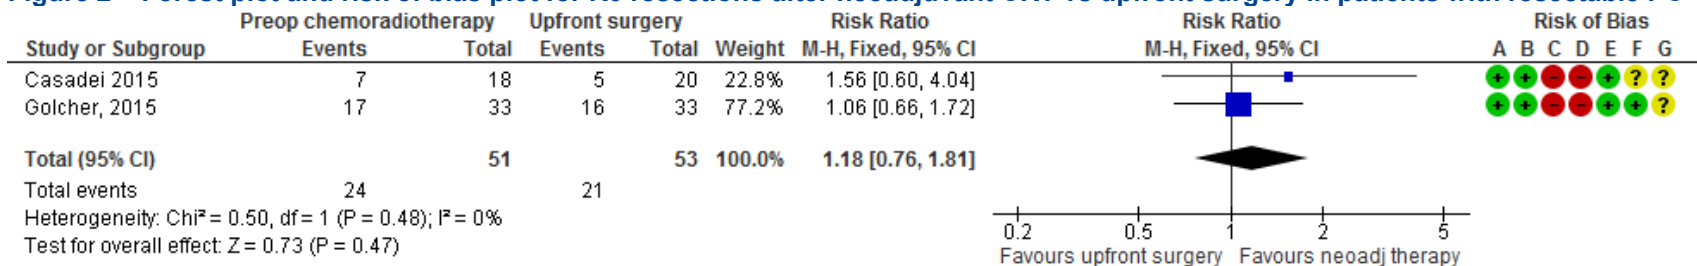 Preop chemoradiotherapy Upfront surgery Risk Ratio Risk Ratio Risk of Bias
Study or Subgroup Events Total Events Total Weight M-H, Fixed, 95% CI M-H, Fixed, 95% CI A B C D E F G
Casadei 2015 7 18 5 20 22.8% 1.56 [0.60, 4.04] + + − − + ? ?
Golcher, 2015 17 33 16 33 77.2% 1.06 [0.66, 1.72] + + − − + + ?
Total (95% CI) 51 53 100.0% 1.18 [0.76, 1.81]
Total events 24 21
Heterogeneity: Chi² = 0.50, df = 1 (P = 0.48); I² = 0%
Test for overall effect: Z = 0.73 (P = 0.47)
0.2 0.5 1 2 5
Favours upfront surgery Favours neoadj therapy